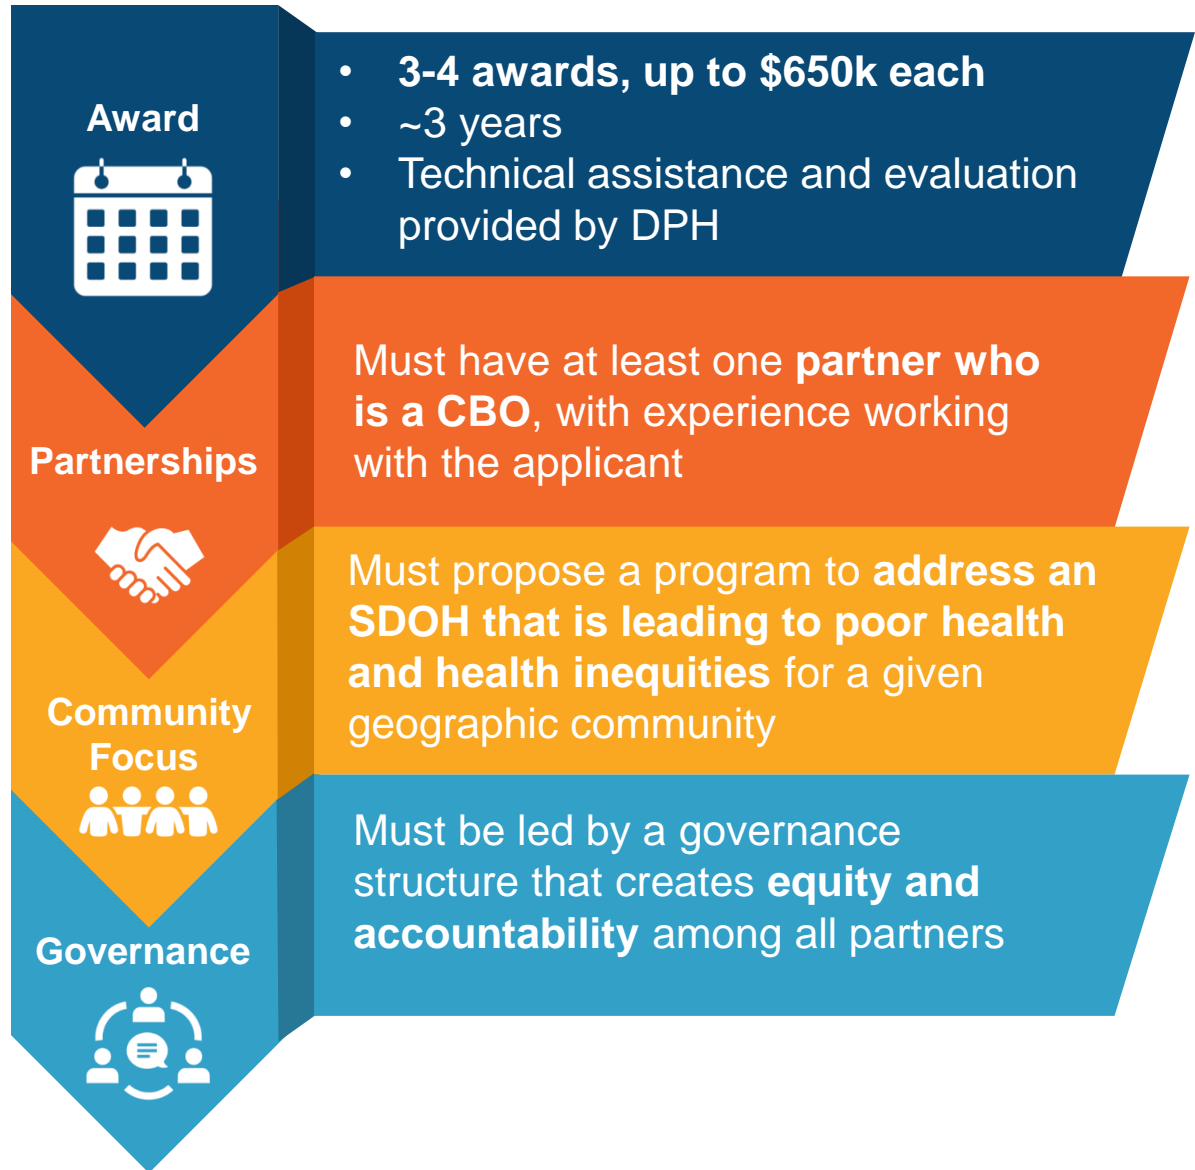 Award
• 3-4 awards, up to $650k each
• ~3 years
• Technical assistance and evaluation
provided by DPH
Partnerships
Must have at least one partner who
is a CBO, with experience working
with the applicant
Community
Focus
Must propose a program to address an
SDOH that is leading to poor health
and health inequities for a given
geographic community
Governance
Must be led by a governance
structure that creates equity and
accountability among all partners